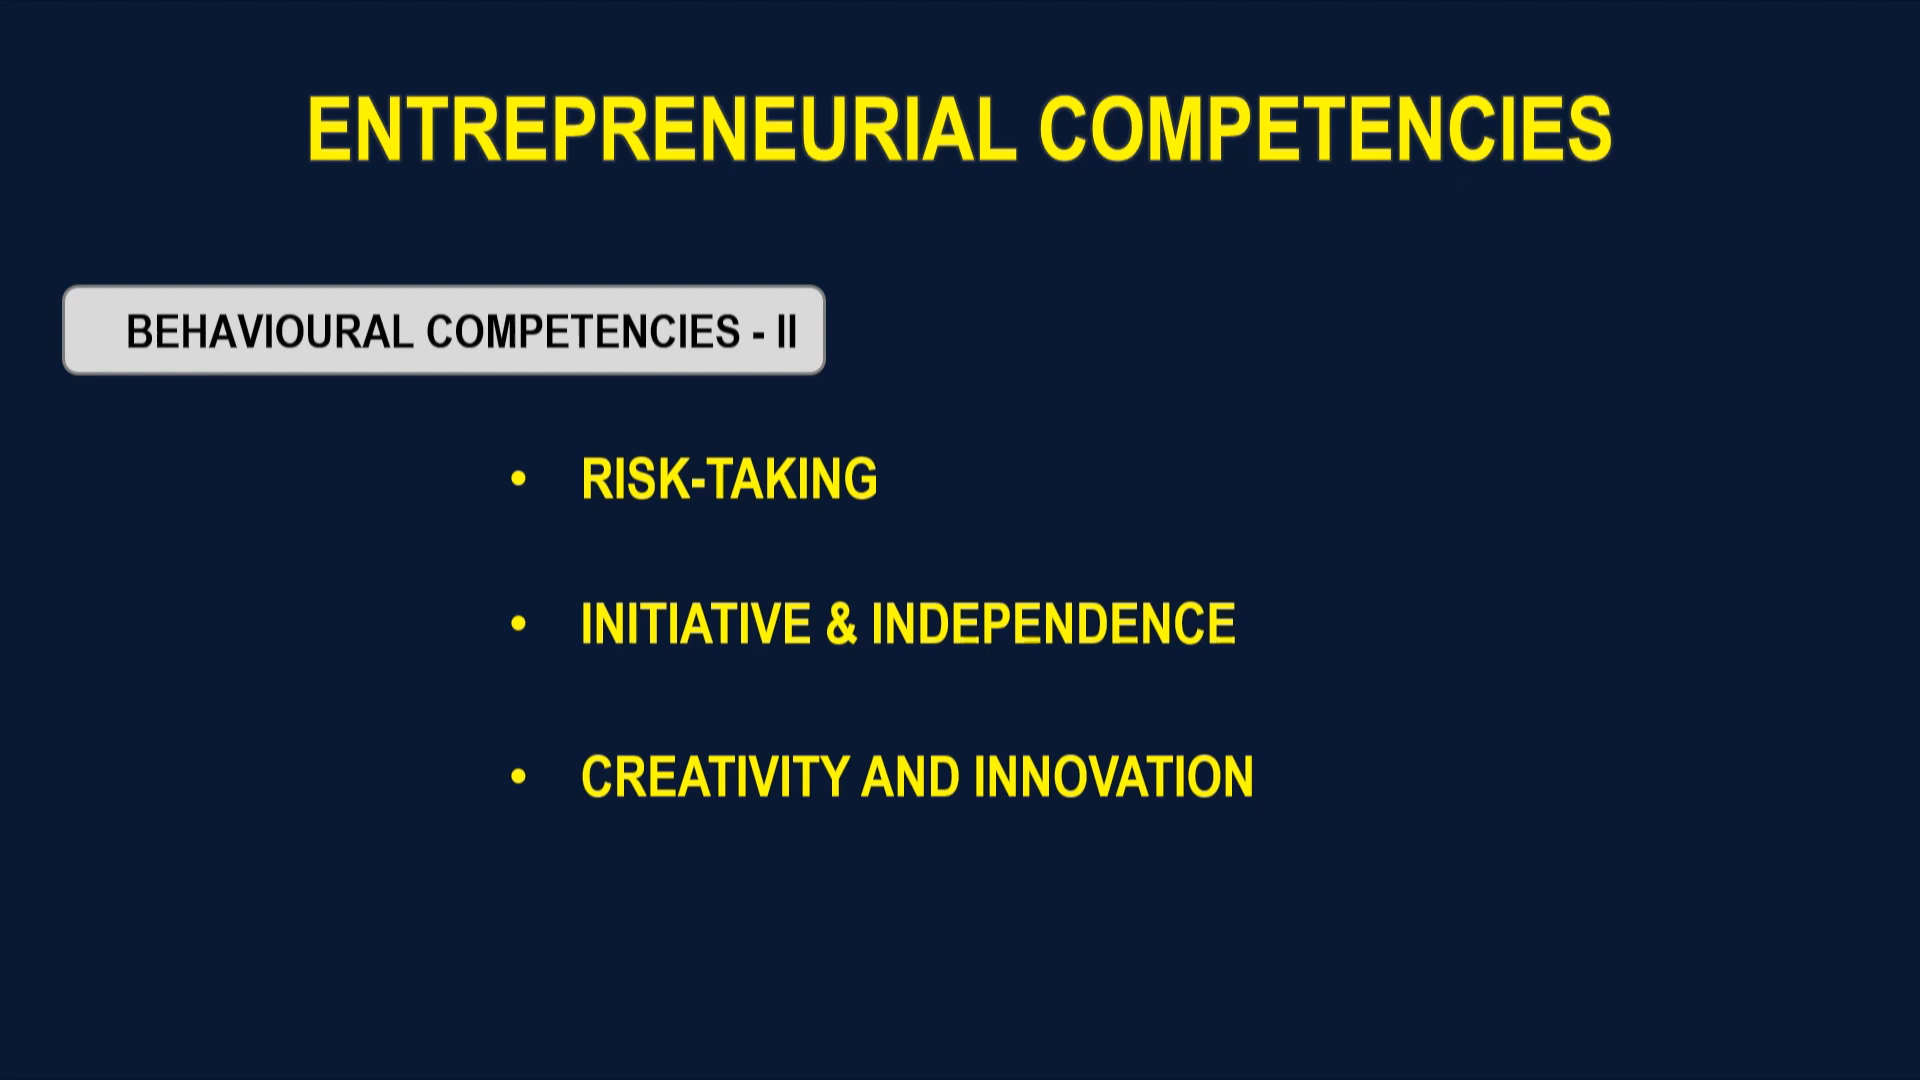 ENTREPRENEURIAL COMPETENCIES
BEHAVIOURAL COMPETENCIES - II
• RISK-TAKING
• INITIATIVE & INDEPENDENCE
• CREATIVITY AND INNOVATION